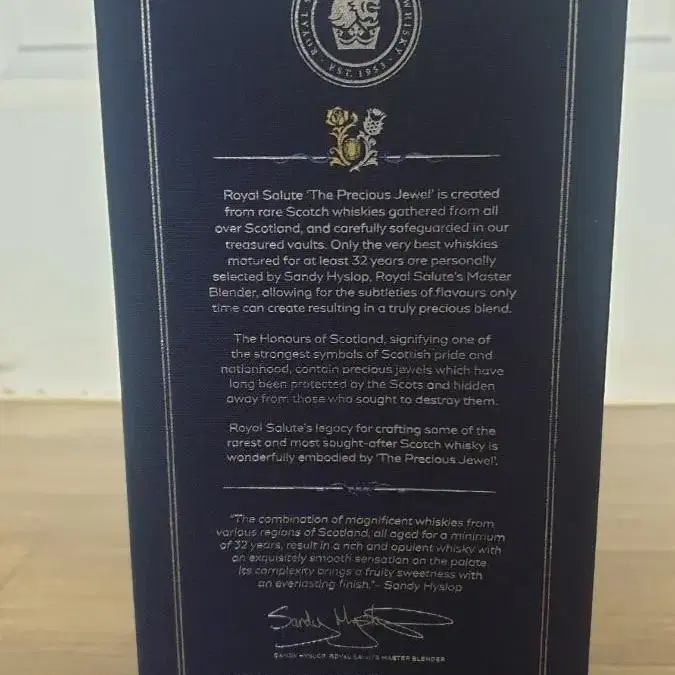 ROYAL S WHISKY
EST. 1953
Royal Salute 'The Precious Jewel' is created
from rare Scotch whiskies gathered from all
over Scotland, and carefully safeguarded in our
treasured vaults. Only the very best whiskies
matured for at least 32 years are personally
selected by Sandy Hyslop, Royal Salute's Master
Blender, allowing for the subtleties of flavours only
time can create resulting in a truly precious blend.
The Honours of Scotland, signifying one of
the strongest symbols of Scottish pride and
nationhood, contain precious jewels which have
long been protected by the Scots and hidden
away from those who sought to destroy them.
Royal Salute's legacy for crafting some of the
rarest and most sought-after Scotch whisky is
wonderfully embodied by 'The Precious Jewel'.
"The combination of magnificent whiskies from
various regions of Scotland, all aged for a minimum
of 32 years, result in a rich and opulent whisky with
an exquisitely smooth sensation on the palate.
Its complexity brings a fruity sweetness with
an everlasting finish."- Sandy Hyslop
Sandy Hyslop
SANDY HYSLOP, ROYAL SALUTE MASTER BLENDER